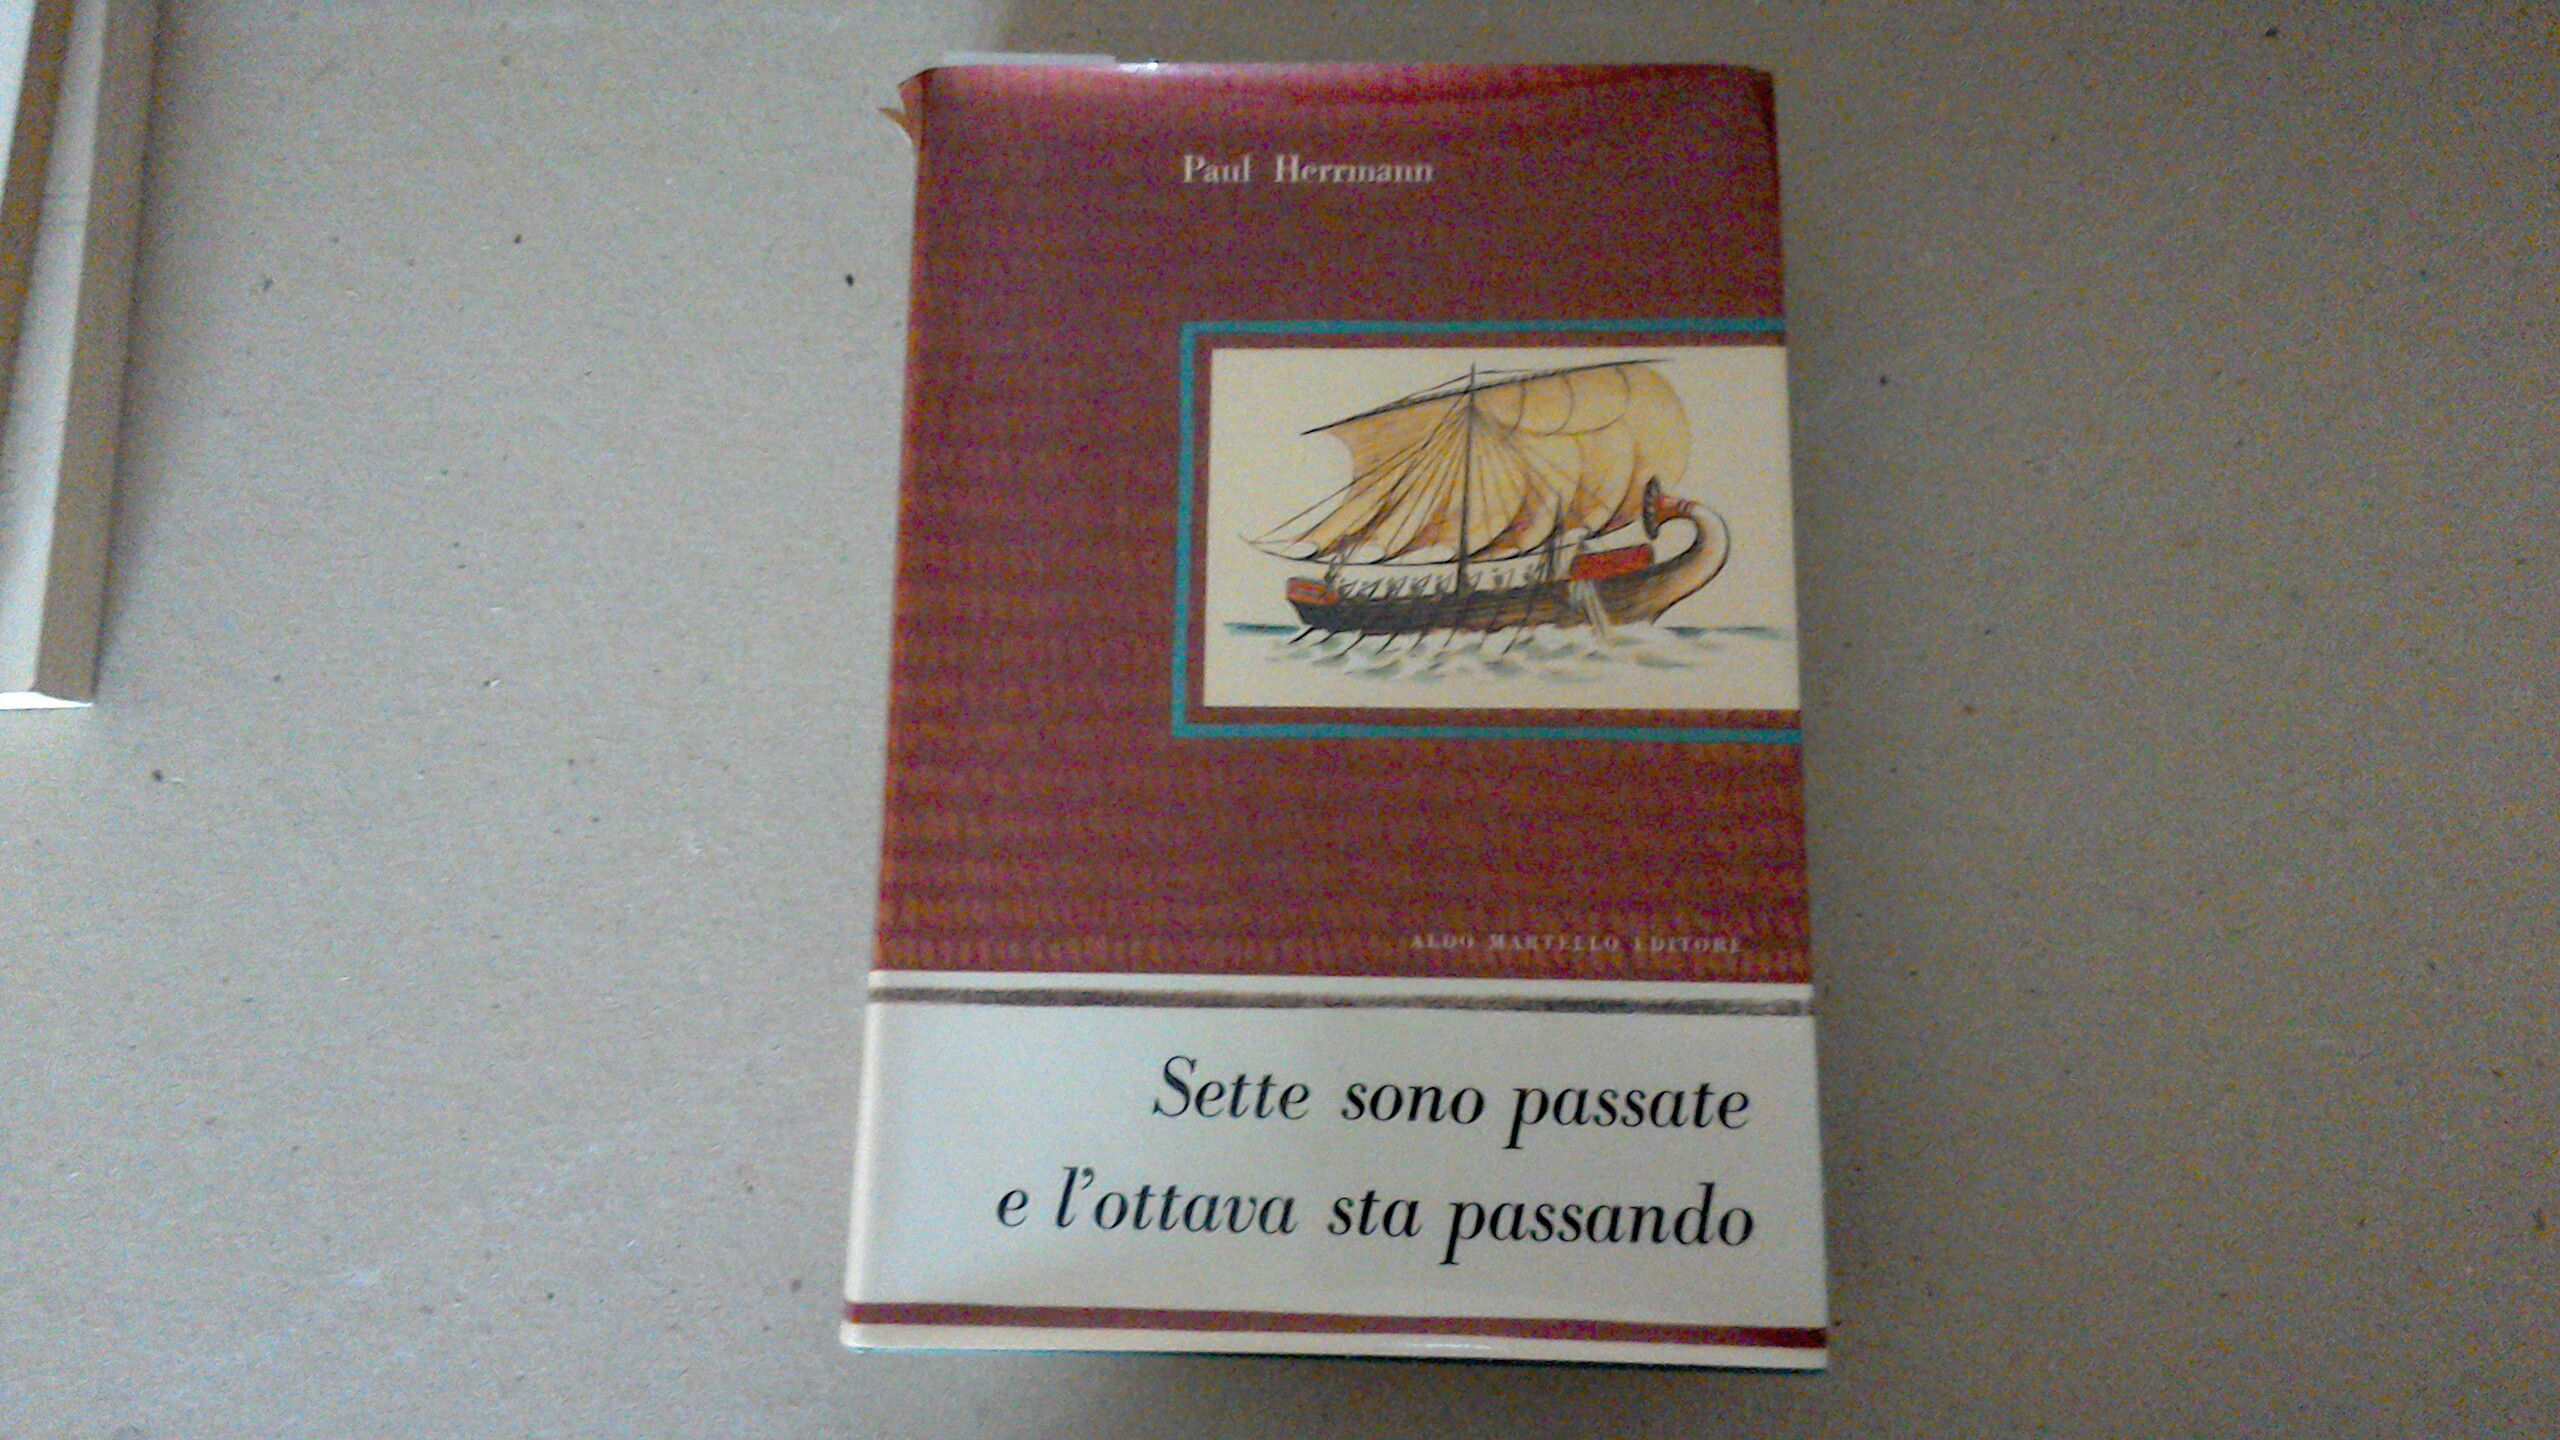 Paul Herrmann
ALDO MARTELLO EDITORE
Sette sono passate
e l'ottava sta passando